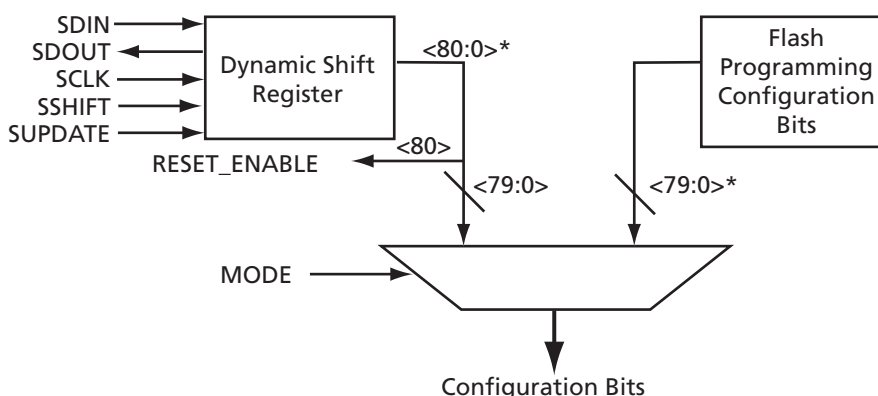 SDIN
SDOUT
SCLK
SSHIFT
SUPDATE
Dynamic Shift
Register
<80:0>*
Flash
Programming
Configuration
Bits
<80>
RESET_ENABLE
<79:0>
<79:0>*
MODE
Configuration Bits